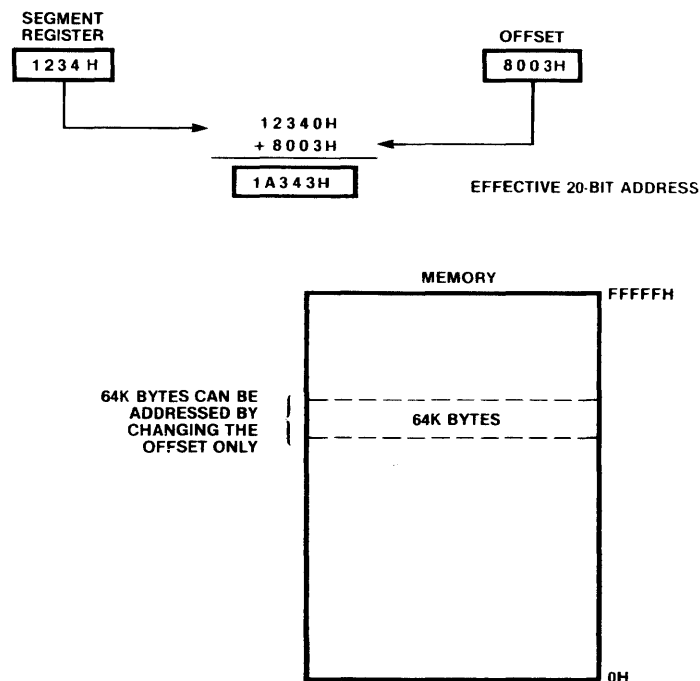 SEGMENT
REGISTER
1234H
OFFSET
8003H
12340H
+ 8003H
1A343H
EFFECTIVE 20-BIT ADDRESS
MEMORY
FFFFFH
64K BYTES CAN BE
ADDRESSED BY
CHANGING THE
OFFSET ONLY
64K BYTES
0H